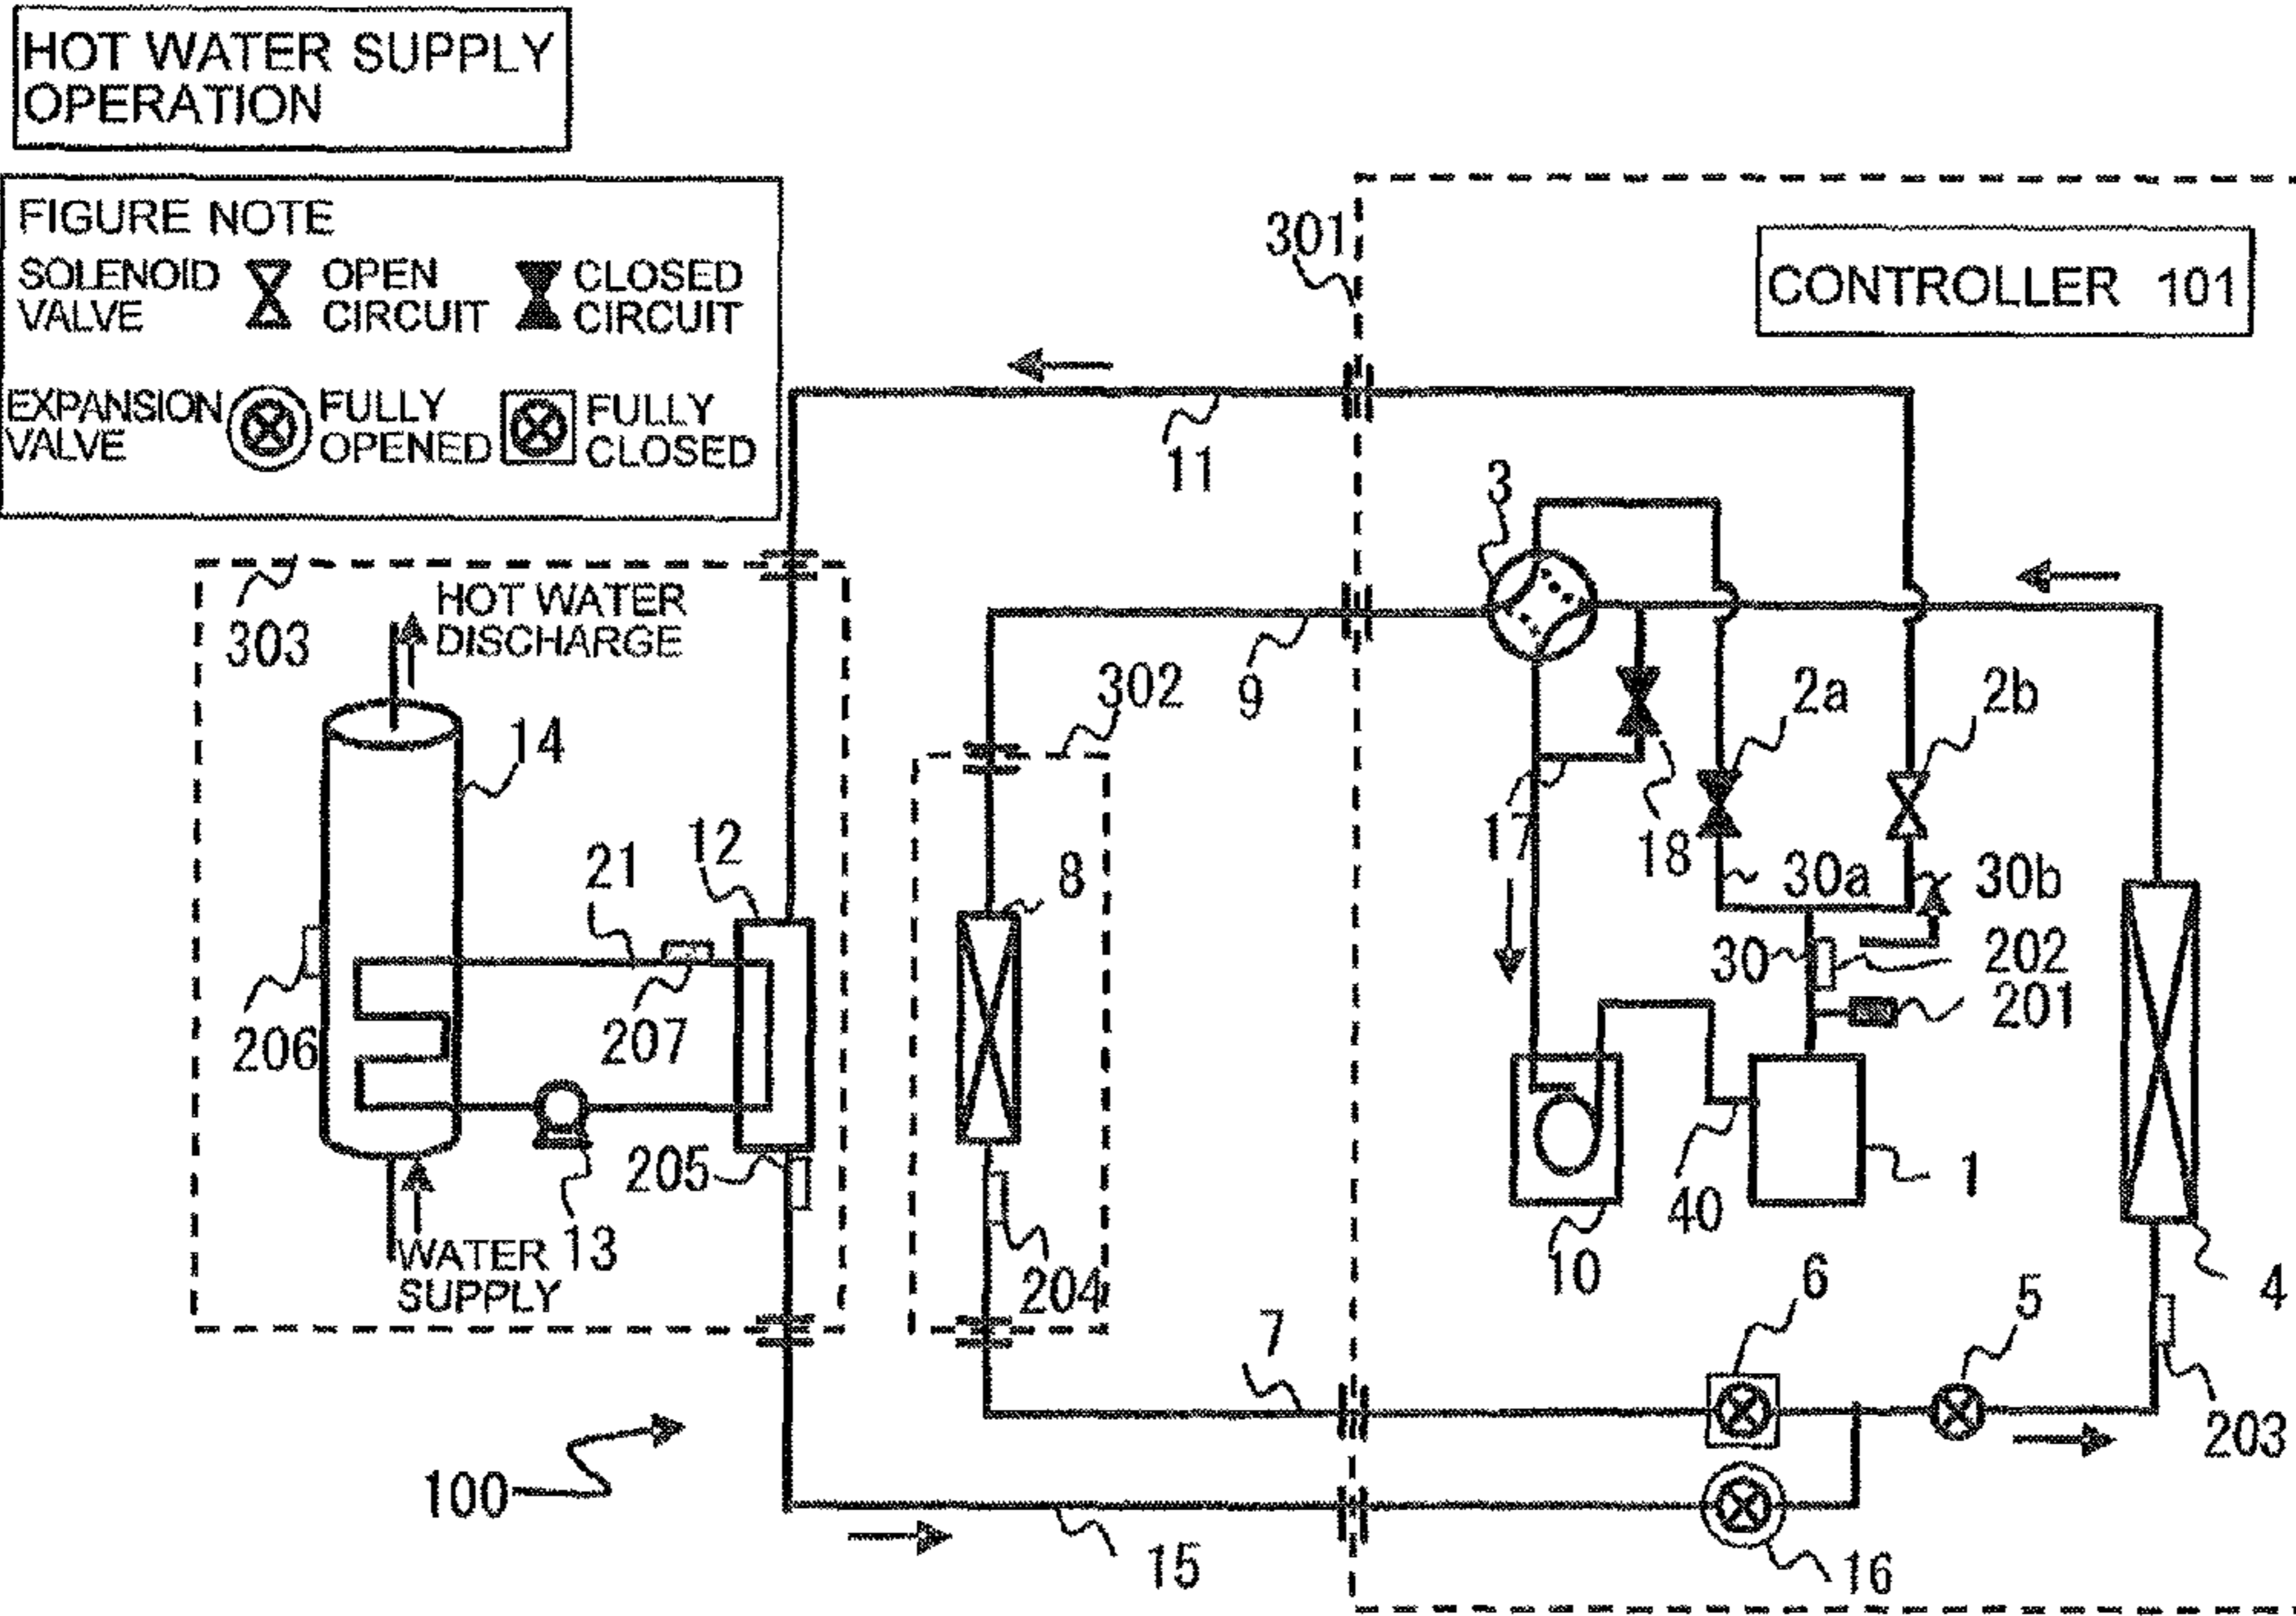 HOT WATER SUPPLY
OPERATION
FIGURE NOTE
SOLENOID
VALVE
OPEN
CIRCUIT
CLOSED
CIRCUIT
EXPANSION
VALVE
FULLY
OPENED
FULLY
CLOSED
301
CONTROLLER 101
11
3
303
HOT WATER
DISCHARGE
302
9
2a
2b
14
17
18
12
21
8
30a
30b
30
202
201
206
207
205
40
1
10
13
WATER
SUPPLY
204
6
5
4
7
203
100
15
16